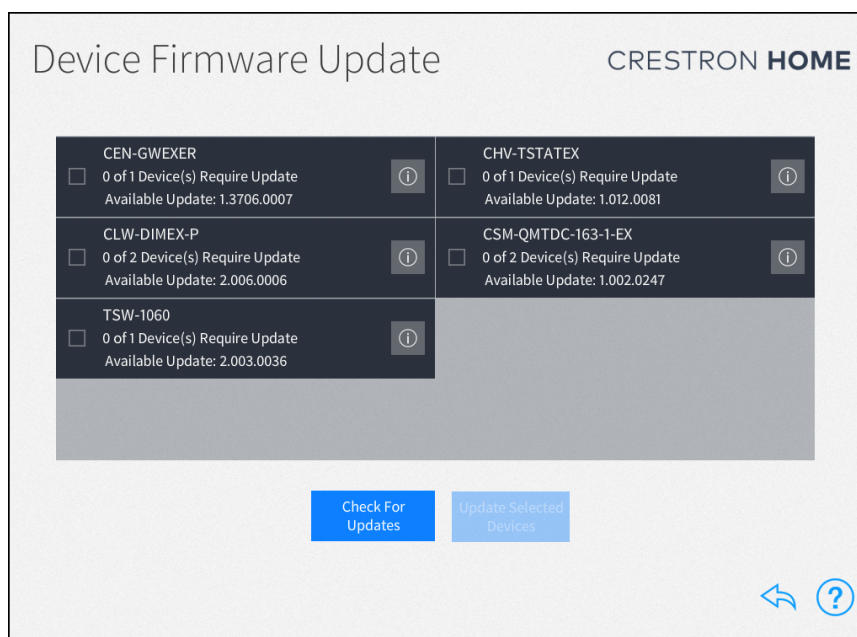 Device Firmware Update
CRESTRON HOME
CEN-GWEXER
0 of 1 Device(s) Require Update
Available Update: 1.3706.0007
CHV-TSTATEX
0 of 1 Device(s) Require Update
Available Update: 1.012.0081
CLW-DIMEX-P
0 of 2 Device(s) Require Update
Available Update: 2.006.0006
CSM-QMTDC-163-1-EX
0 of 2 Device(s) Require Update
Available Update: 1.002.0247
TSW-1060
0 of 1 Device(s) Require Update
Available Update: 2.003.0036
Check For
Updates
Update Selected
Devices
?